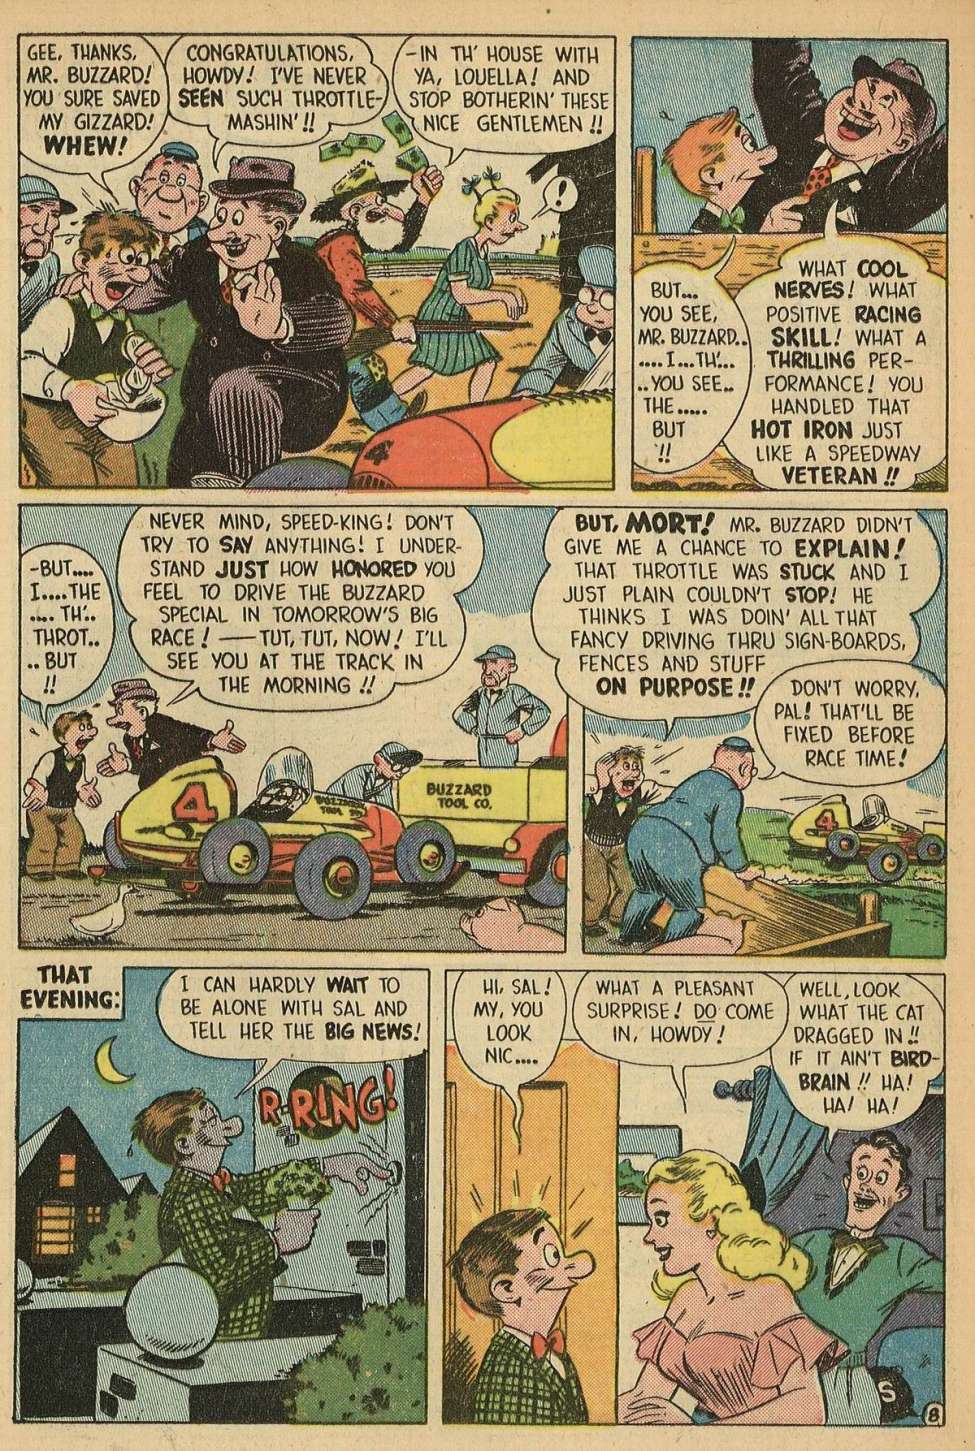 GEE, THANKS,
MR. BUZZARD!
YOU SURE SAVED
MY GIZZARD!
WHEW!
CONGRATULATIONS,
HOWDY! I'VE NEVER
SEEN SUCH THROTTLE-
MASHIN'!!
-IN TH' HOUSE WITH
YA, LOUELLA! AND
STOP BOTHERIN' THESE
NICE GENTLEMEN!!
!
4
BUT...
YOU SEE,
MR. BUZZARD..
....I...TH'...
..YOU SEE..
THE.....
BUT
!!
WHAT COOL
NERVES! WHAT
POSITIVE RACING
SKILL! WHAT A
THRILLING PER-
FORMANCE! YOU
HANDLED THAT
HOT IRON JUST
LIKE A SPEEDWAY
VETERAN!!
-BUT....
I....THE
.... TH'..
THROT..
.. BUT
!!
NEVER MIND, SPEED-KING! DON'T
TRY TO SAY ANYTHING! I UNDER-
STAND JUST HOW HONORED YOU
FEEL TO DRIVE THE BUZZARD
SPECIAL IN TOMORROW'S BIG
RACE! — TUT, TUT, NOW! I'LL
SEE YOU AT THE TRACK IN
THE MORNING!!
4
BUZZARD
TOOL CO.
BUZZARD
TOOL CO.
BUT, MORT! MR. BUZZARD DIDN'T
GIVE ME A CHANCE TO EXPLAIN!
THAT THROTTLE WAS STUCK AND I
JUST PLAIN COULDN'T STOP! HE
THINKS I WAS DOIN' ALL THAT
FANCY DRIVING THRU SIGN-BOARDS,
FENCES AND STUFF
ON PURPOSE!!
DON'T WORRY,
PAL! THAT'LL BE
FIXED BEFORE
RACE TIME!
4
THAT
EVENING:
I CAN HARDLY WAIT TO
BE ALONE WITH SAL AND
TELL HER THE BIG NEWS!
R-RING!
HI, SAL!
MY, YOU
LOOK
NIC....
WHAT A PLEASANT
SURPRISE! DO COME
IN, HOWDY!
WELL, LOOK
WHAT THE CAT
DRAGGED IN!!
IF IT AIN'T BIRD-
BRAIN!! HA!
HA! HA!
S
8